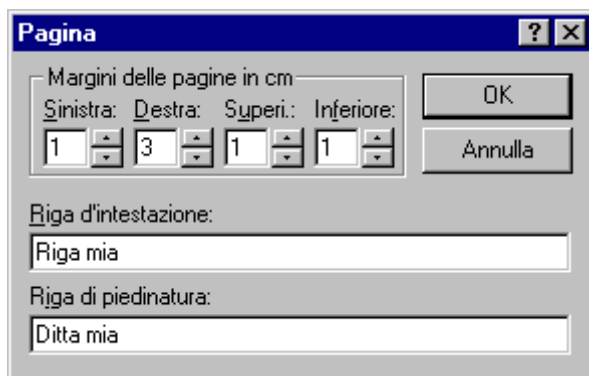 Pagina
Margini delle pagine in cm
Sinistra: Destra: Superi.: Inferiore:
1 3 1 1
OK
Annulla
Riga d'intestazione:
Riga mia
Riga di piedinatura:
Ditta mia